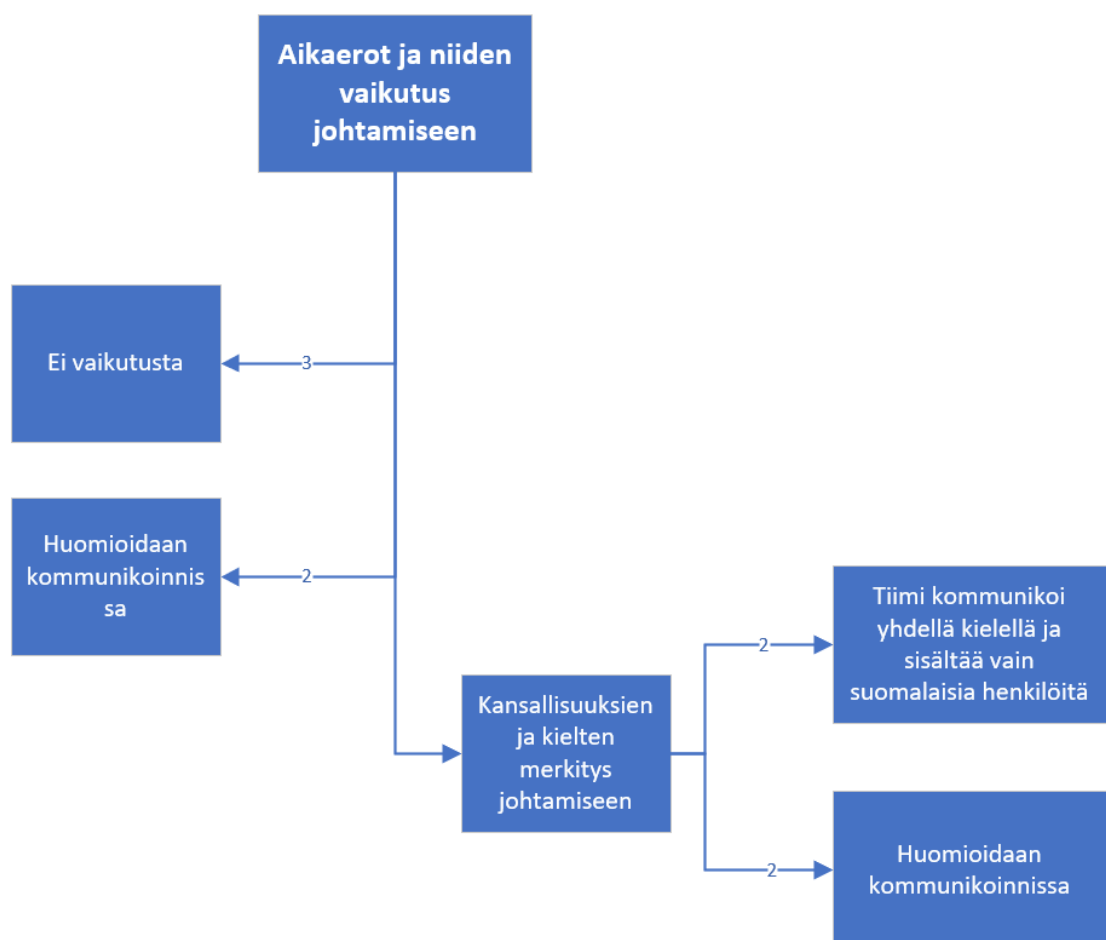 Aikaerot ja niiden
vaikutus
johtamiseen
Ei vaikutusta
3
Huomioidaan
kommunikoinnis
sa
2
Kansallisuuksien
ja kielten
merkitys
johtamiseen
2
Tiimi kommunikoi
yhdellä kielellä ja
sisältää vain
suomalaisia henkilöitä
2
Huomioidaan
kommunikoinnissa